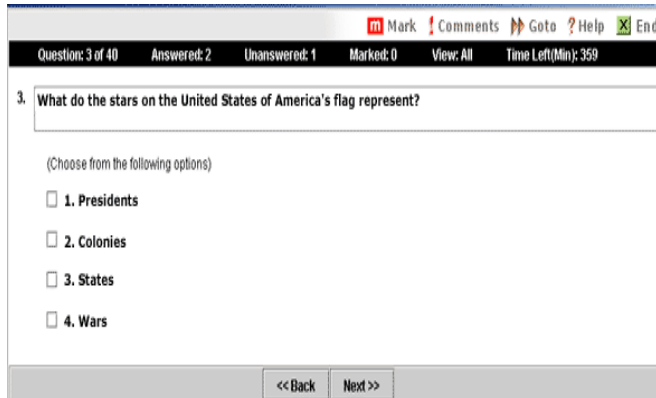 m Mark ! Comments Goto ? Help X End
Question: 3 of 40 Answered: 2 Unanswered: 1 Marked: 0 View: All Time Left(Min): 359
3. What do the stars on the United States of America's flag represent?
(Choose from the following options)
1. Presidents
2. Colonies
3. States
4. Wars
<< Back Next >>